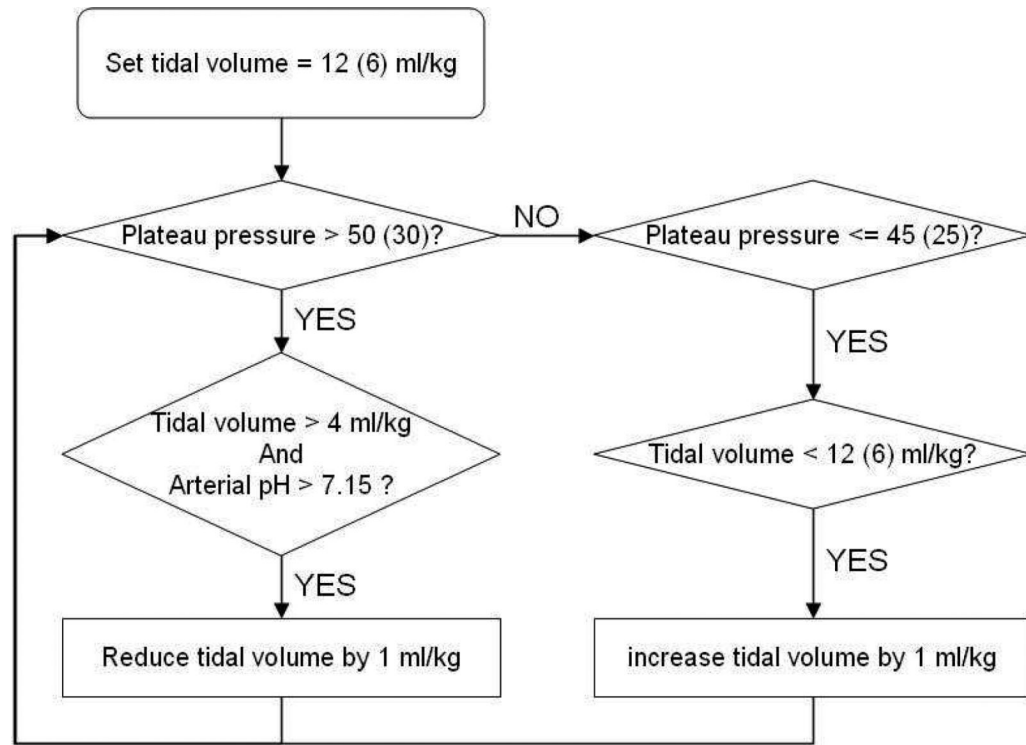 Set tidal volume = 12 (6) ml/kg
Plateau pressure > 50 (30)?
NO
Plateau pressure <= 45 (25)?
YES
YES
Tidal volume > 4 ml/kg
And
Arterial pH > 7.15 ?
Tidal volume < 12 (6) ml/kg?
YES
YES
Reduce tidal volume by 1 ml/kg
increase tidal volume by 1 ml/kg